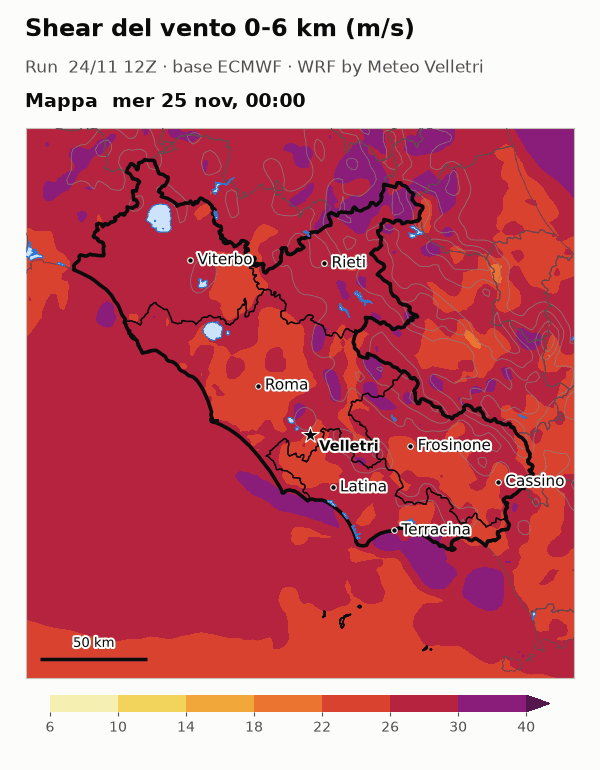 Shear del vento 0-6 km (m/s)
Run  24/11 12Z · base ECMWF · WRF by Meteo Velletri
Mappa  mer 25 nov, 00:00
Viterbo
Rieti
Roma
Velletri
Frosinone
Latina
Cassino
Terracina
50 km
6 10 14 18 22 26 30 40